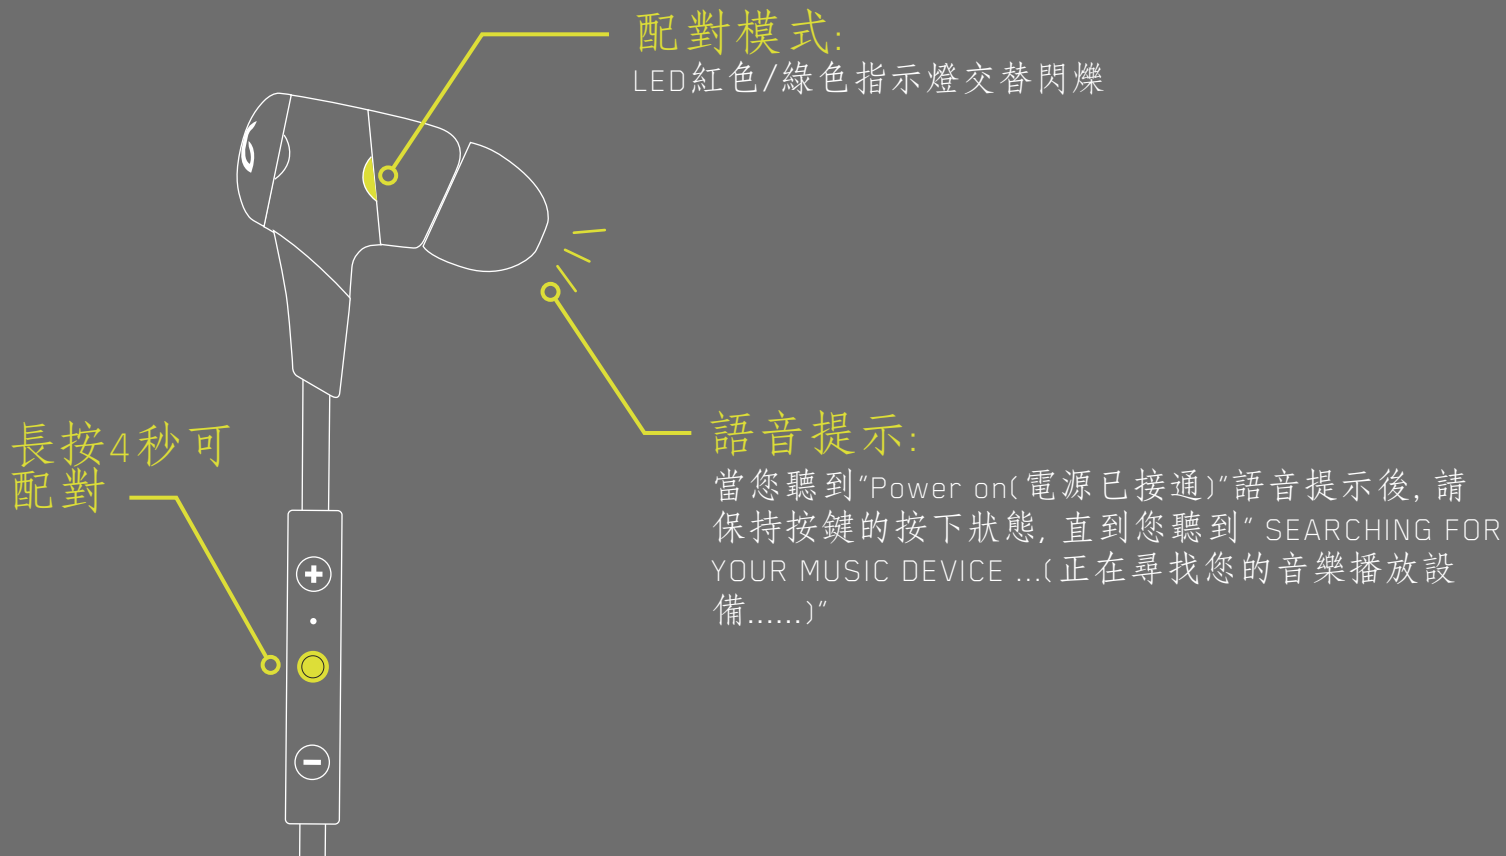 配對模式:
LED紅色/綠色指示燈交替閃爍
長按4秒可
配對
語音提示:
當您聽到"Power on(電源已接通)"語音提示後, 請
保持按鍵的按下狀態, 直到您聽到" SEARCHING FOR
YOUR MUSIC DEVICE ...(正在尋找您的音樂播放設
備......)"